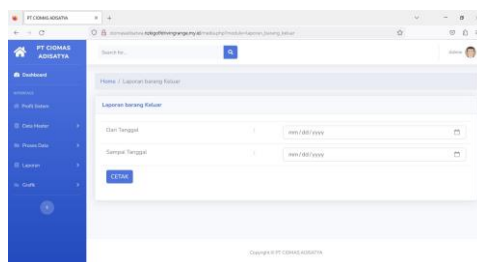 PT CIOMAS ADISATYA
Search for...
Admin
PT CIOMAS
ADISATYA
Dashboard
Home / Laporan barang Keluar
Profil Sistem
Laporan barang Keluar
Data Master
Dari Tanggal : mm/dd/yyyy
Proses Data
Sampai Tanggal : mm/dd/yyyy
Laporan
CETAK
Grafik
Copyright © PT CIOMAS ADISATYA